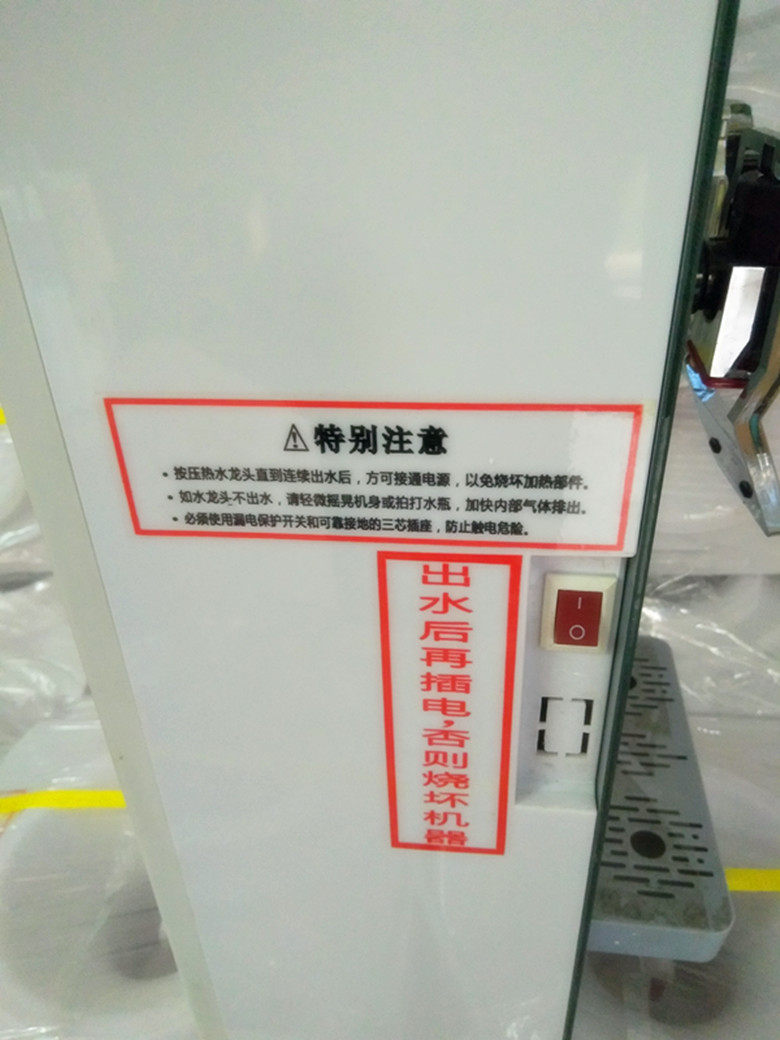 ⚠特别注意
• 按压热水龙头直到连续出水后，方可接通电源，以免烧坏加热部件。
• 如水龙头不出水，请轻微摇晃机身或拍打水瓶，加快内部气体排出。
• 必须使用漏电保护开关和可靠接地的三芯插座，防止触电危险。
出水后再插电，否则烧坏机器